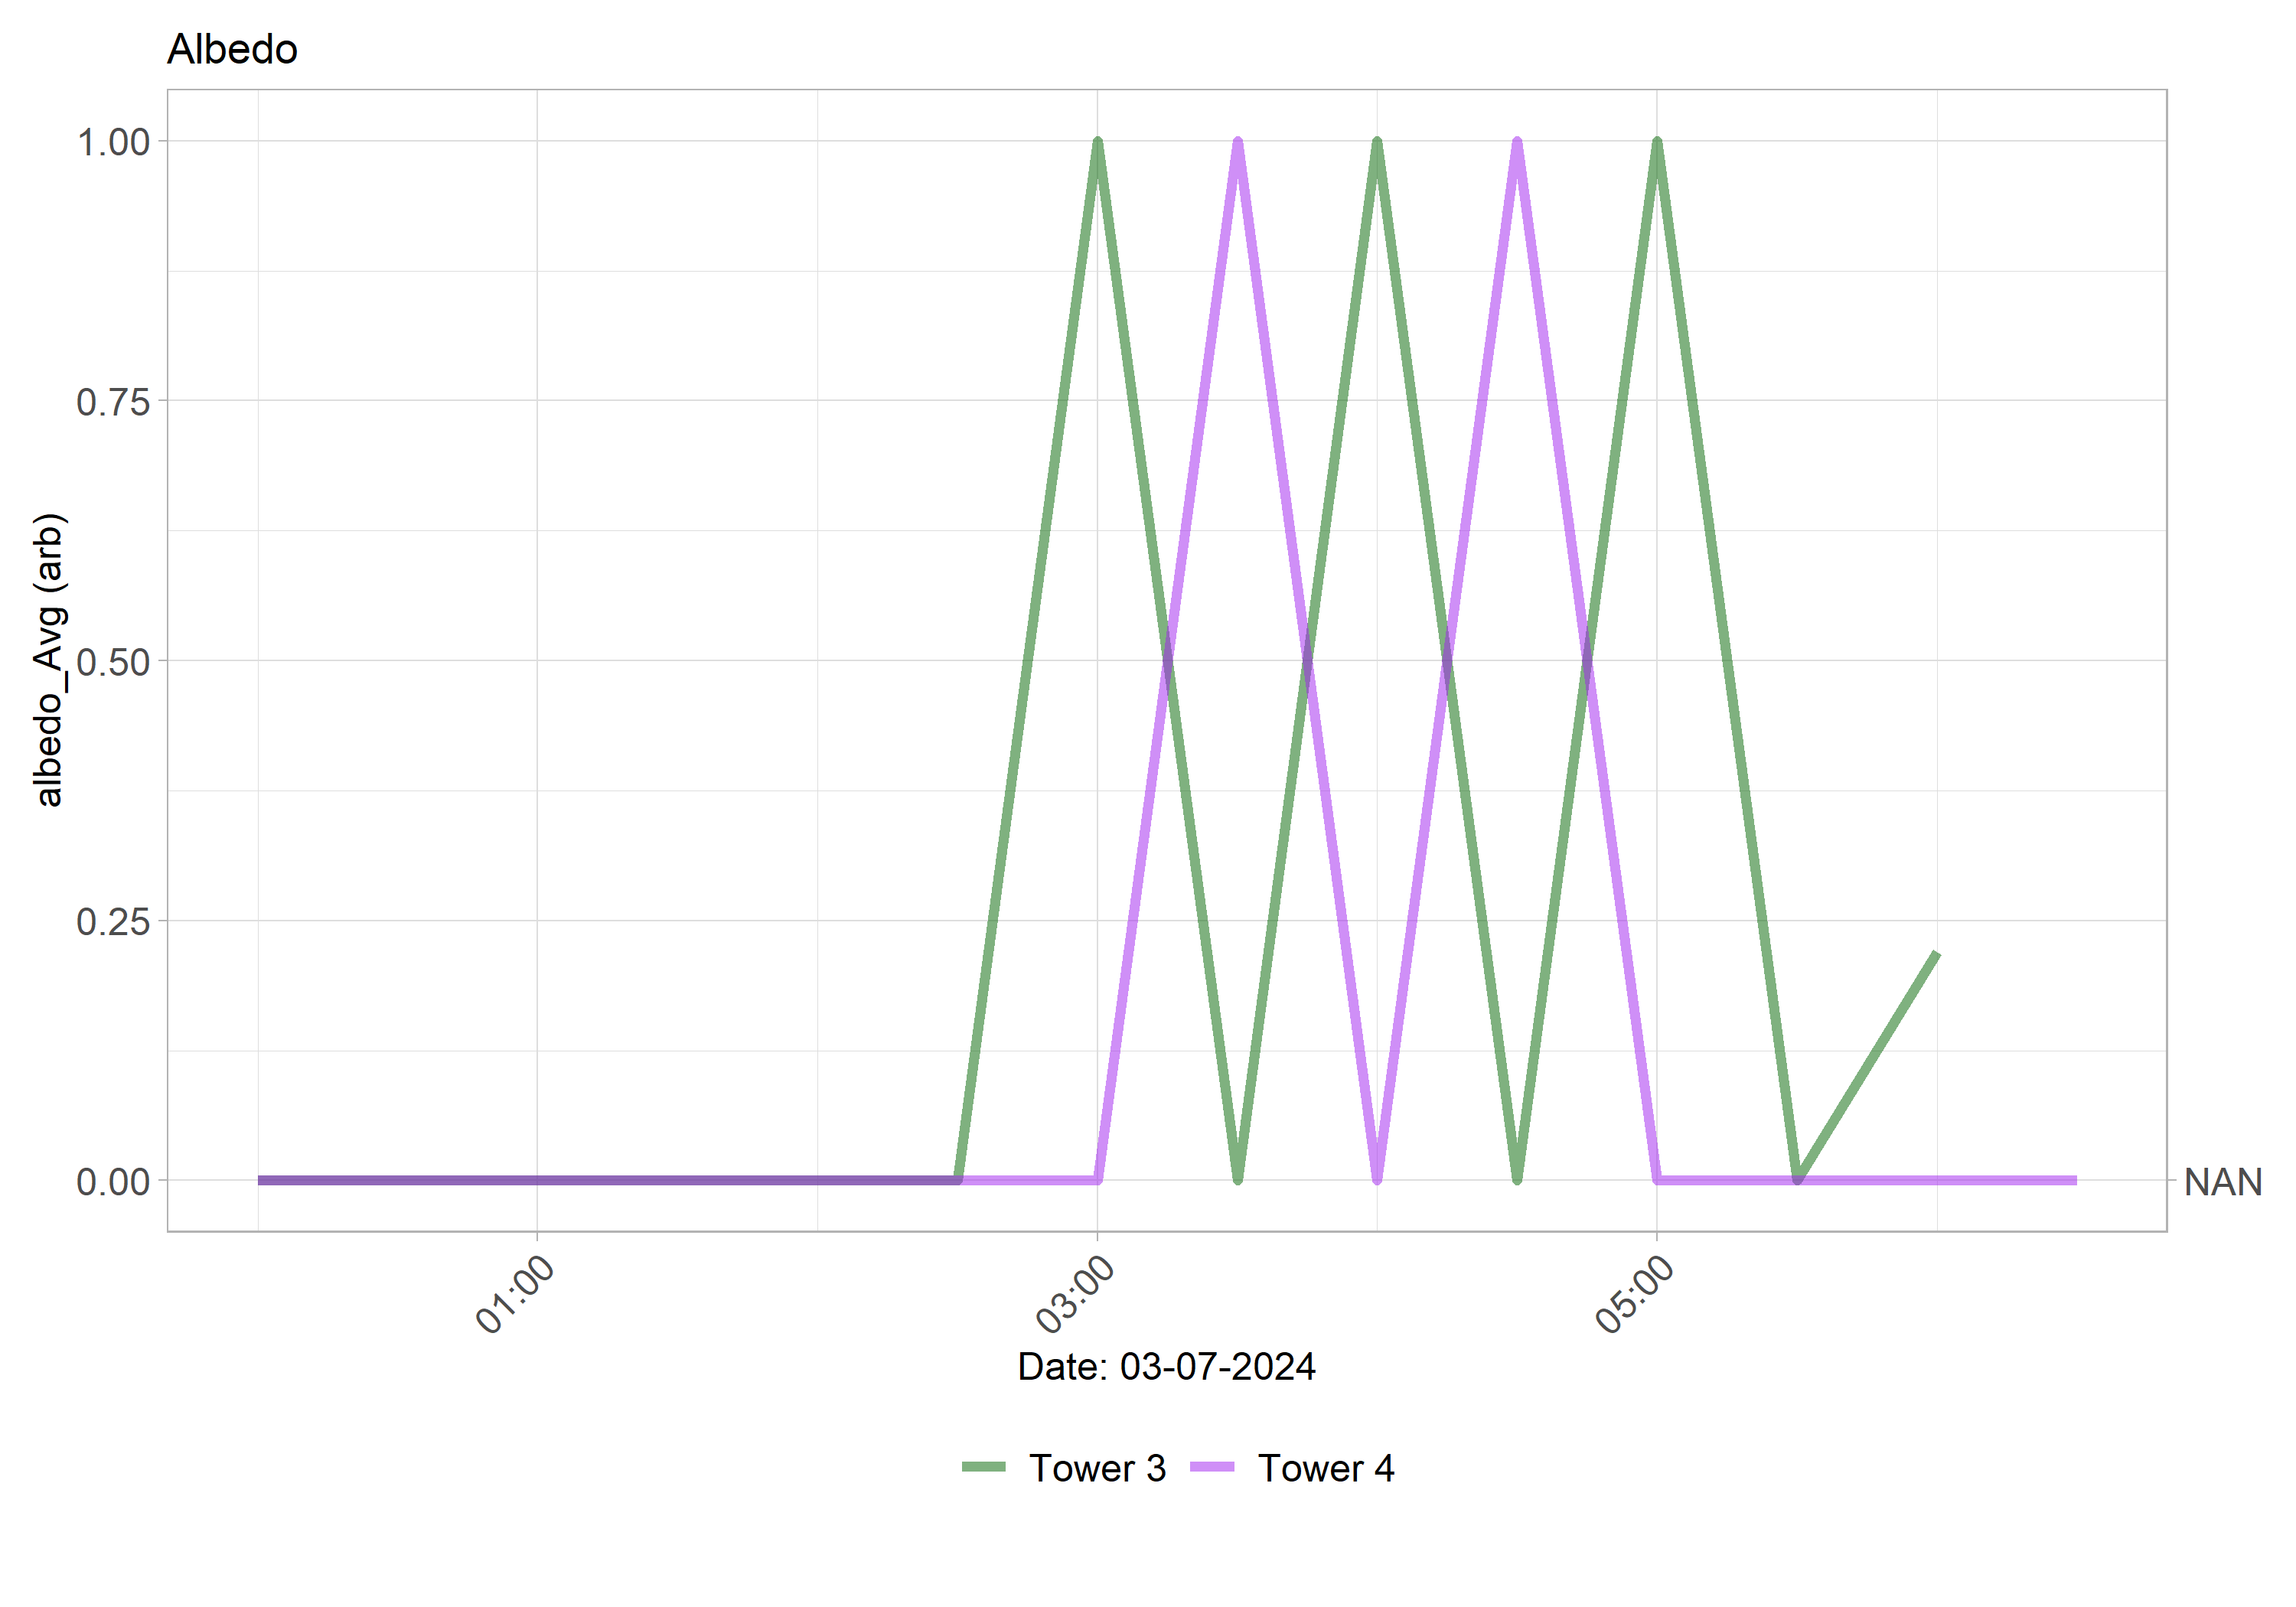 Albedo
albedo_Avg (arb)
1.00
0.75
0.50
0.25
0.00
NAN
01:00
03:00
05:00
Date: 03-07-2024
Tower 3
Tower 4